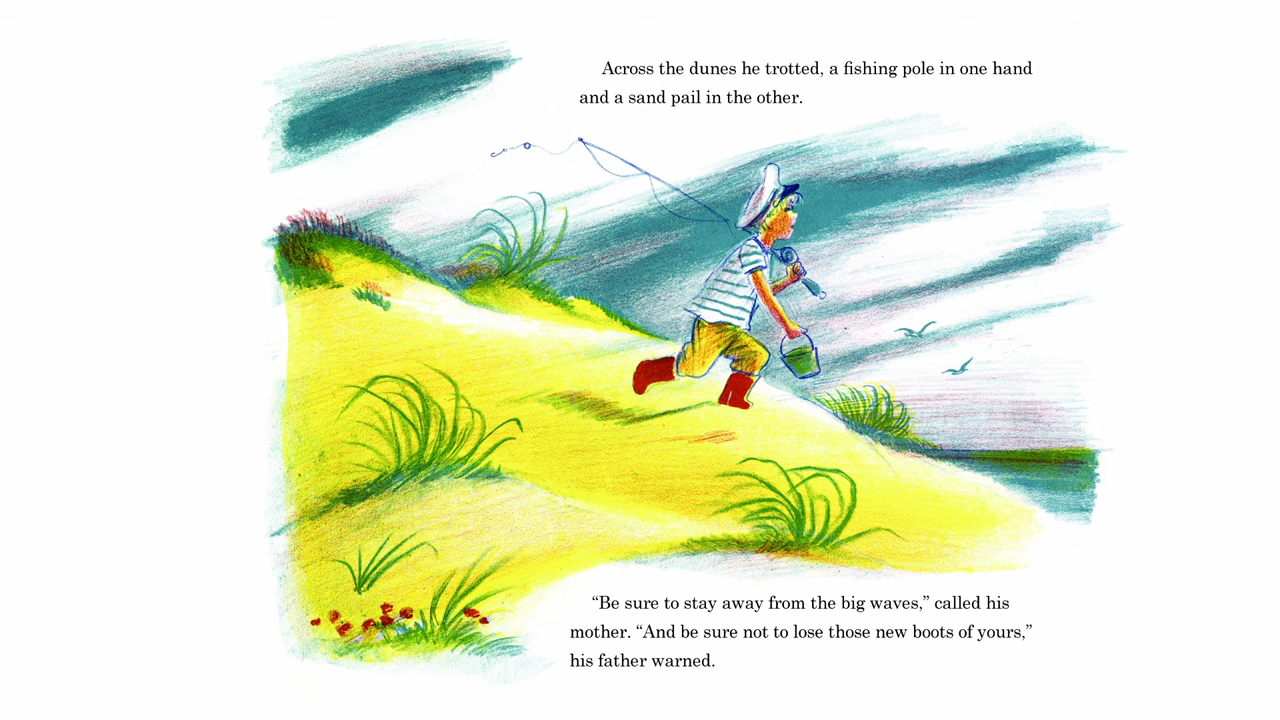 Across the dunes he trotted, a fishing pole in one hand
and a sand pail in the other.
“Be sure to stay away from the big waves,” called his
mother. “And be sure not to lose those new boots of yours,”
his father warned.